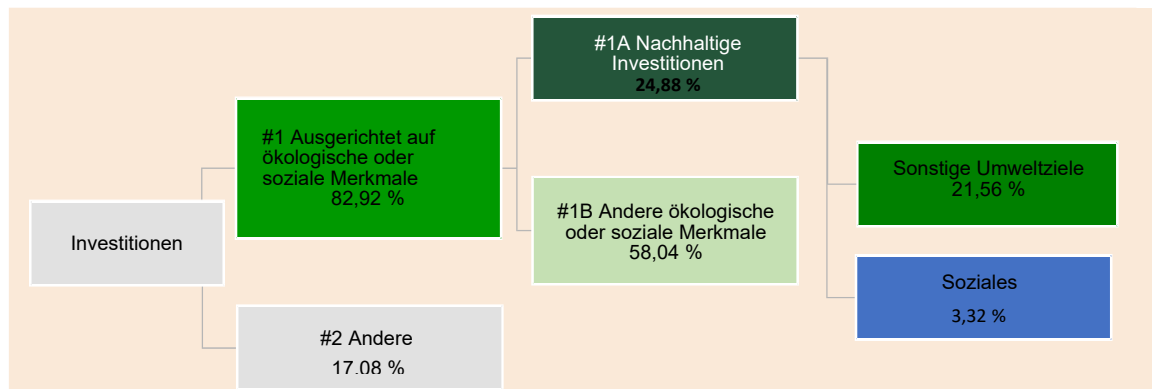 #1A Nachhaltige
Investitionen
24,88 %
#1 Ausgerichtet auf
ökologische oder
soziale Merkmale
82,92 %
Sonstige Umweltziele
21,56 %
#1B Andere ökologische
oder soziale Merkmale
58,04 %
Investitionen
Soziales
3,32 %
#2 Andere
17,08 %